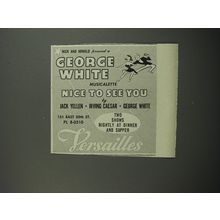 NICK AND ARNOLD present a
GEORGE
WHITE
MUSICALETTE
NICE TO SEE YOU
by
JACK YELLEN • IRVING CAESAR • GEORGE WHITE
151 EAST 50th ST.
PL 8-0310
TWO
SHOWS
NIGHTLY AT DINNER
AND SUPPER
Versailles